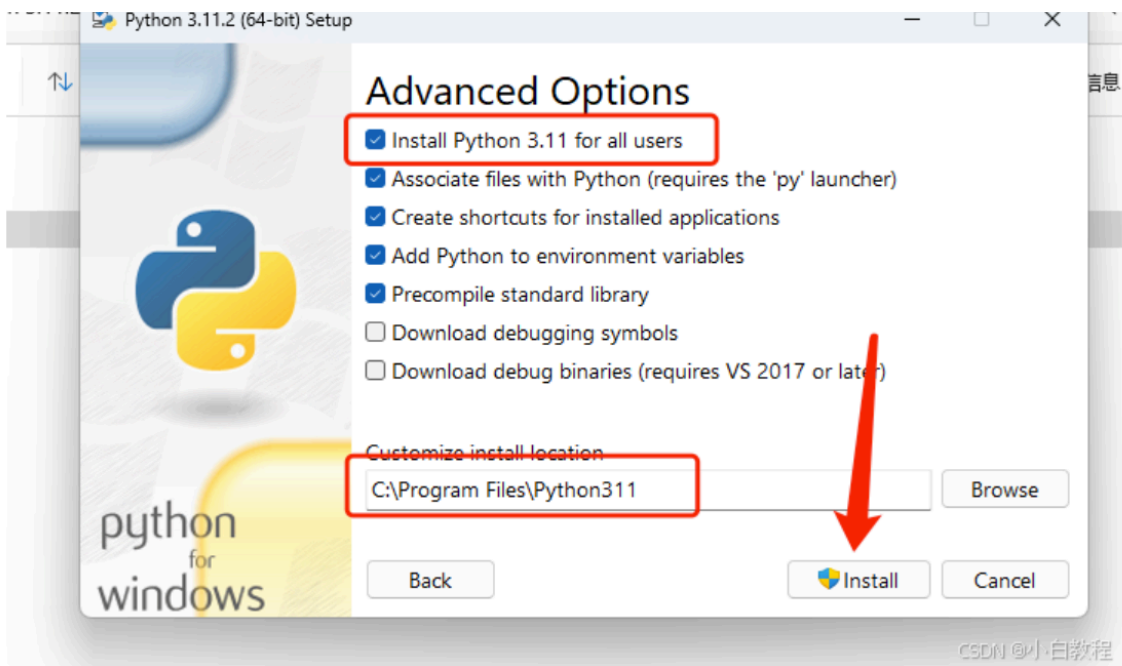 Python 3.11.2 (64-bit) Setup
信息
Advanced Options
Install Python 3.11 for all users
Associate files with Python (requires the 'py' launcher)
Create shortcuts for installed applications
Add Python to environment variables
Precompile standard library
Download debugging symbols
Download debug binaries (requires VS 2017 or later)
Customize install location
C:\Program Files\Python311
Browse
python
for
windows
Back
Install
Cancel
CSDN @小白教程